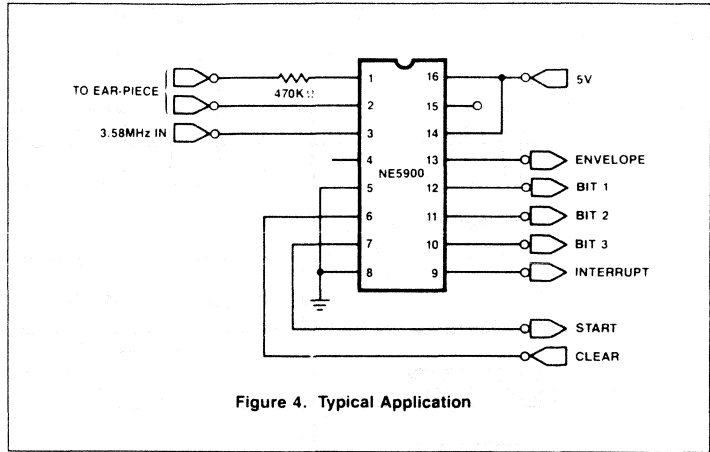 TO EAR-PIECE
470KΩ
3.58MHz IN
1
2
3
4
5
6
7
8
NE5900
16
15
14
13
12
11
10
9
5V
ENVELOPE
BIT 1
BIT 2
BIT 3
INTERRUPT
START
CLEAR
Figure 4. Typical Application